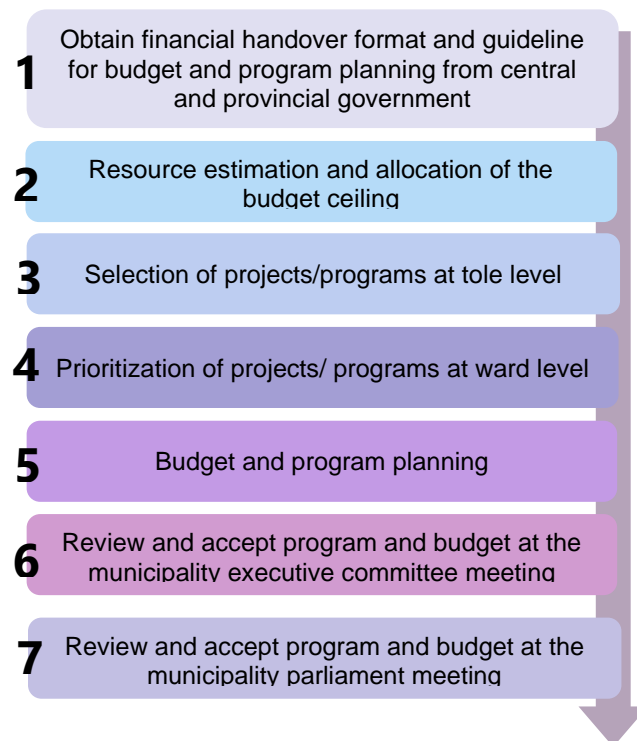 1
Obtain financial handover format and guideline
for budget and program planning from central
and provincial government
2
Resource estimation and allocation of the
budget ceiling
3
Selection of projects/programs at tole level
4
Prioritization of projects/ programs at ward level
5
Budget and program planning
6
Review and accept program and budget at the
municipality executive committee meeting
7
Review and accept program and budget at the
municipality parliament meeting